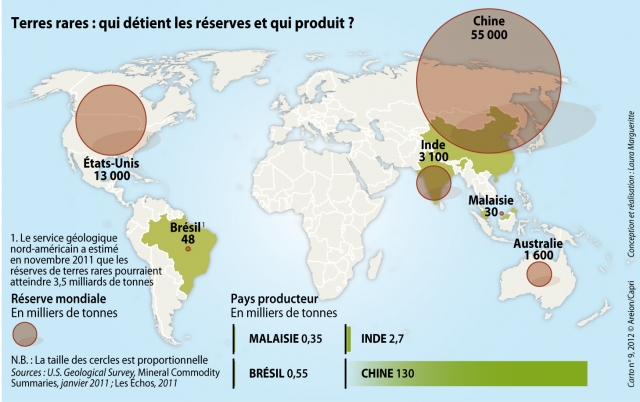 Terres rares : qui détient les réserves et qui produit ?
Chine
55 000
États-Unis
13 000
Inde
3 100
Malaisie
30
Brésil¹
48
Australie
1 600
1. Le service géologique
nord-américain a estimé
en novembre 2011 que les
réserves de terres rares pourraient
atteindre 3,5 milliards de tonnes
Réserve mondiale
En milliers de tonnes
N.B. : La taille des cercles est proportionnelle
Sources : U.S. Geological Survey, Mineral Commodity
Summaries, janvier 2011 ; Les Échos, 2011
Pays producteur
En milliers de tonnes
MALAISIE 0,35
INDE 2,7
BRÉSIL 0,55
CHINE 130
Carto n° 9, 2012 © Areion/Capri
Conception et réalisation : Laura Margueritte